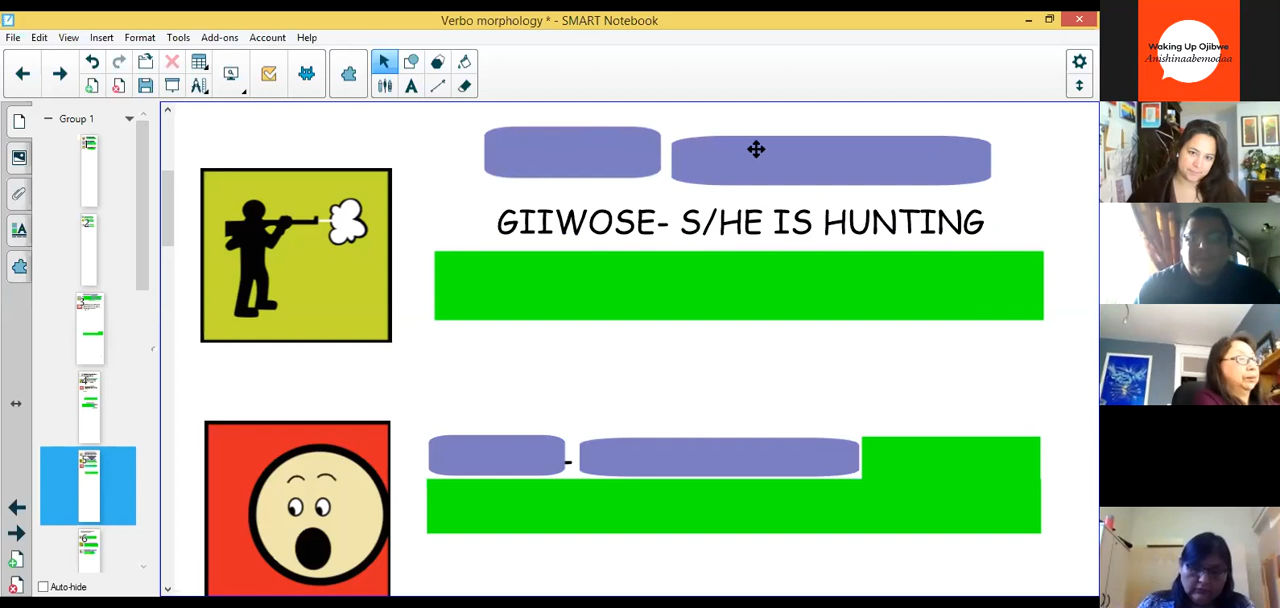 Verbo morphology * - SMART Notebook
File Edit View Insert Format Tools Add-ons Account Help
Group 1
GIIWOSE- S/HE IS HUNTING
-
Auto-hide
Waking Up Ojibwe
Anishinaabemodaa